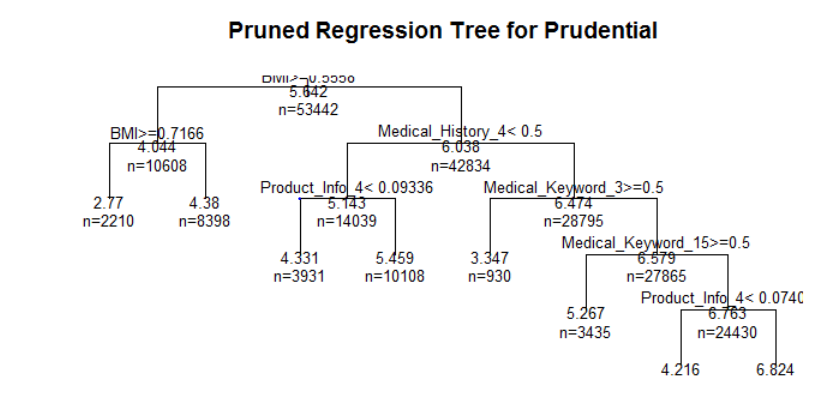 Pruned Regression Tree for Prudential
5.642
n=53442
BMI>=0.7166
4.044
n=10608
Medical_History_4< 0.5
6.038
n=42834
2.77
n=2210
4.38
n=8398
Product_Info_4< 0.09336
5.143
n=14039
Medical_Keyword_3>=0.5
6.474
n=28795
4.331
n=3931
5.459
n=10108
3.347
n=930
Medical_Keyword_15>=0.5
6.579
n=27865
5.267
n=3435
Product_Info_4< 0.0740
6.763
n=24430
4.216
6.824